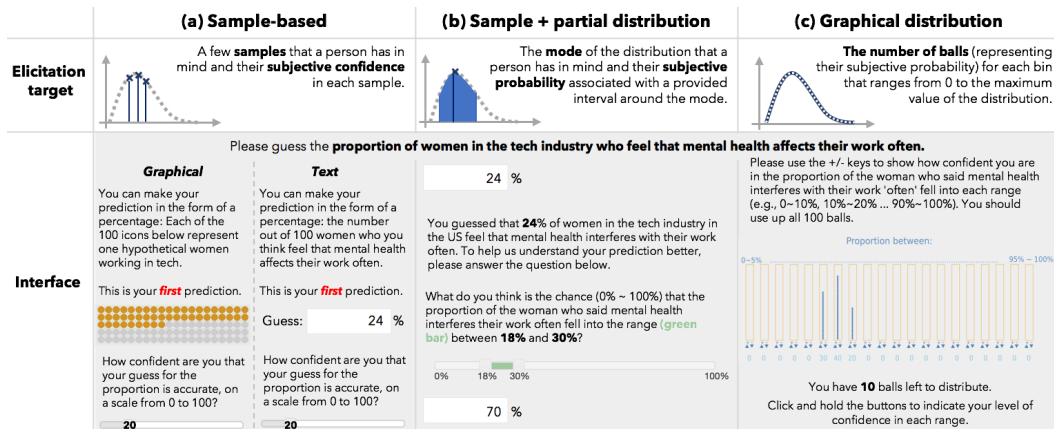 (a) Sample-based
(b) Sample + partial distribution
(c) Graphical distribution
Elicitation
target
A few samples that a person has in
mind and their subjective confidence
in each sample.
The mode of the distribution that a
person has in mind and their subjective
probability associated with a provided
interval around the mode.
The number of balls (representing
their subjective probability) for each bin
that ranges from 0 to the maximum
value of the distribution.
Interface
Please guess the proportion of women in the tech industry who feel that mental health affects their work often.
Graphical
You can make your
prediction in the form of a
percentage: Each of the
100 icons below represent
one hypothetical women
working in tech.
This is your first prediction.
How confident are you that
your guess for the
proportion is accurate, on
a scale from 0 to 100?
20
Text
You can make your
prediction in the form of a
percentage: the number
out of 100 women who you
think feel that mental health
affects their work often.
This is your first prediction.
Guess: 24 %
How confident are you that
your guess for the
proportion is accurate, on
a scale from 0 to 100?
20
24 %
You guessed that 24% of women in the tech industry in
the US feel that mental health interferes with their work
often. To help us understand your prediction better,
please answer the question below.
What do you think is the chance (0% ~ 100%) that the
proportion of the woman who said mental health
interferes their work often fell into the range (green
bar) between 18% and 30%?
0% 18% 30% 100%
70 %
Please use the +/- keys to show how confident you are
in the proportion of the woman who said mental health
interferes with their work 'often' fell into each range
(e.g., 0~10%, 10%~20% ... 90%~100%). You should
use up all 100 balls.
Proportion between:
0~5% 95% ~ 100%
0 0 0 0 0 30 40 20 0 0 0 0 0 0 0 0 0 0 0 0
You have 10 balls left to distribute.
Click and hold the buttons to indicate your level of
confidence in each range.